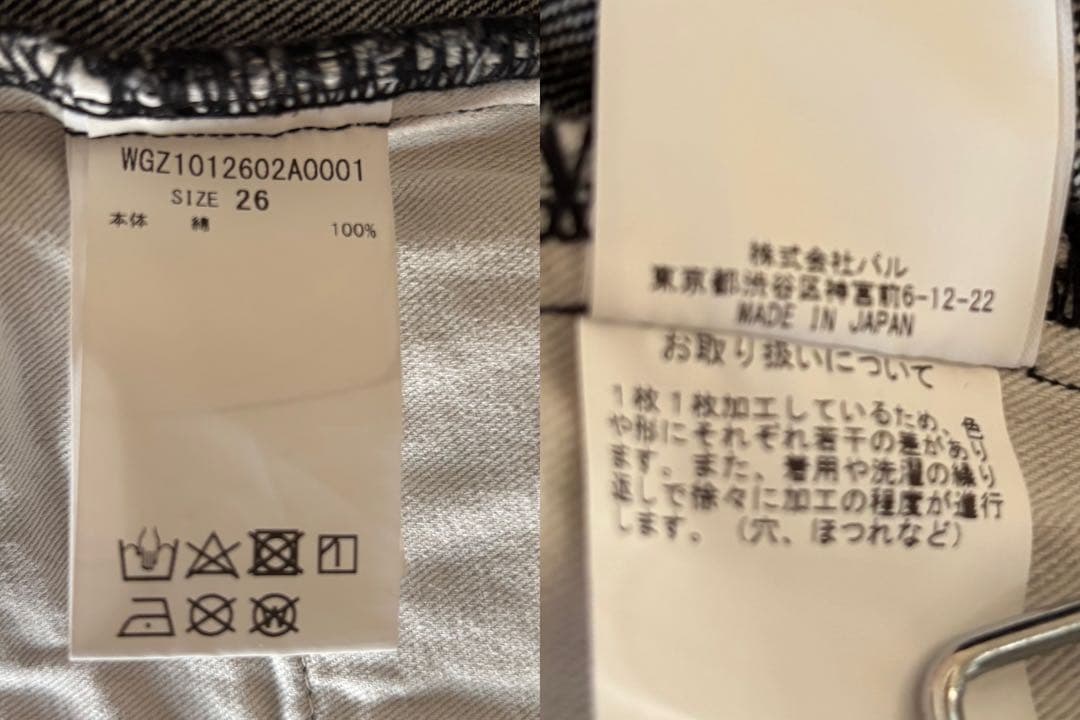 WGZ1012602A0001
SIZE 26
本体 綿 100%
株式会社パル
東京都渋谷区神宮前6-12-22
MADE IN JAPAN
お取り扱いについて
1枚1枚加工しているため、色
や形にそれぞれ若干の差があり
ます。また、着用や洗濯の繰り
返しで徐々に加工の程度が進行
します。（穴、ほつれなど）